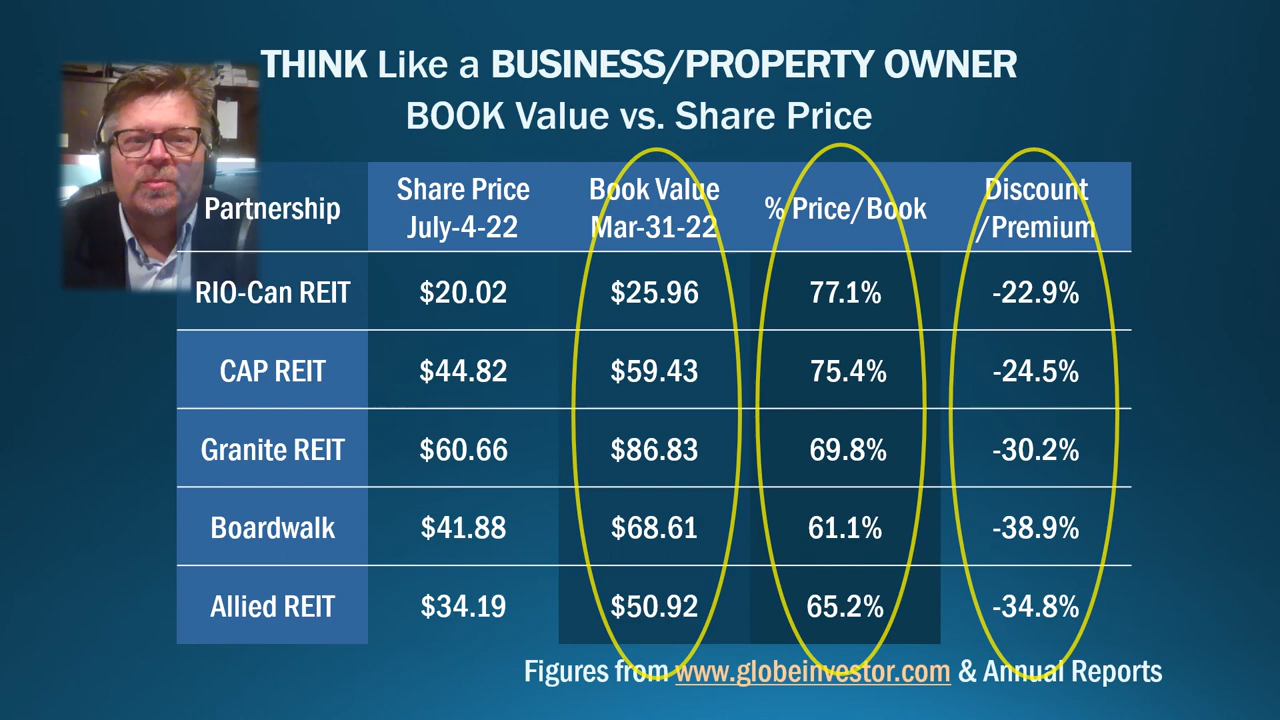 THINK Like a BUSINESS/PROPERTY OWNER
BOOK Value vs. Share Price
Partnership
Share Price
July-4-22
Book Value
Mar-31-22
% Price/Book
Discount
/Premium
RIO-Can REIT $20.02 $25.96 77.1% -22.9%
CAP REIT $44.82 $59.43 75.4% -24.5%
Granite REIT $60.66 $86.83 69.8% -30.2%
Boardwalk $41.88 $68.61 61.1% -38.9%
Allied REIT $34.19 $50.92 65.2% -34.8%
Figures from www.globeinvestor.com & Annual Reports